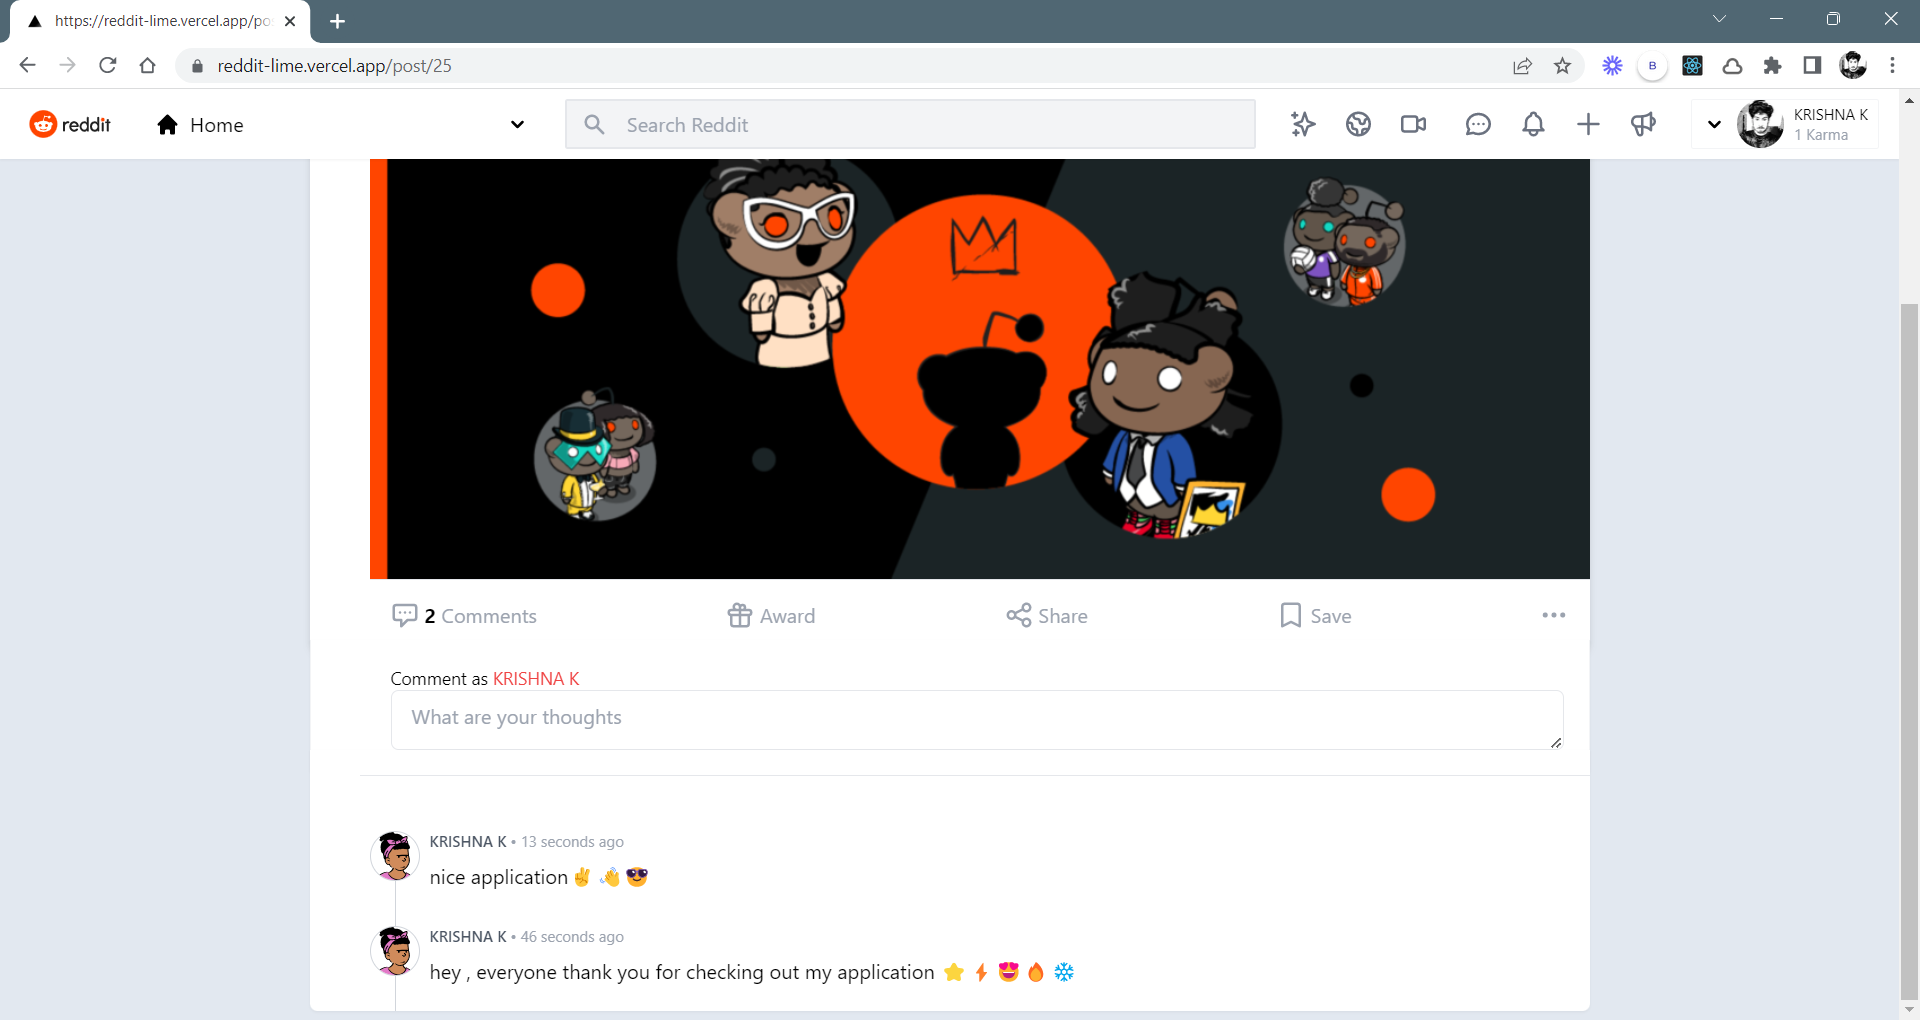 https://reddit-lime.vercel.app/po
reddit-lime.vercel.app/post/25
B
reddit
Home
Search Reddit
KRISHNA K
1 Karma
2 Comments
Award
Share
Save
Comment as KRISHNA K
What are your thoughts
KRISHNA K • 13 seconds ago
nice application ✌️ 👋 😎
KRISHNA K • 46 seconds ago
hey , everyone thank you for checking out my application ⭐ ⚡ 😍 🔥 ❄️